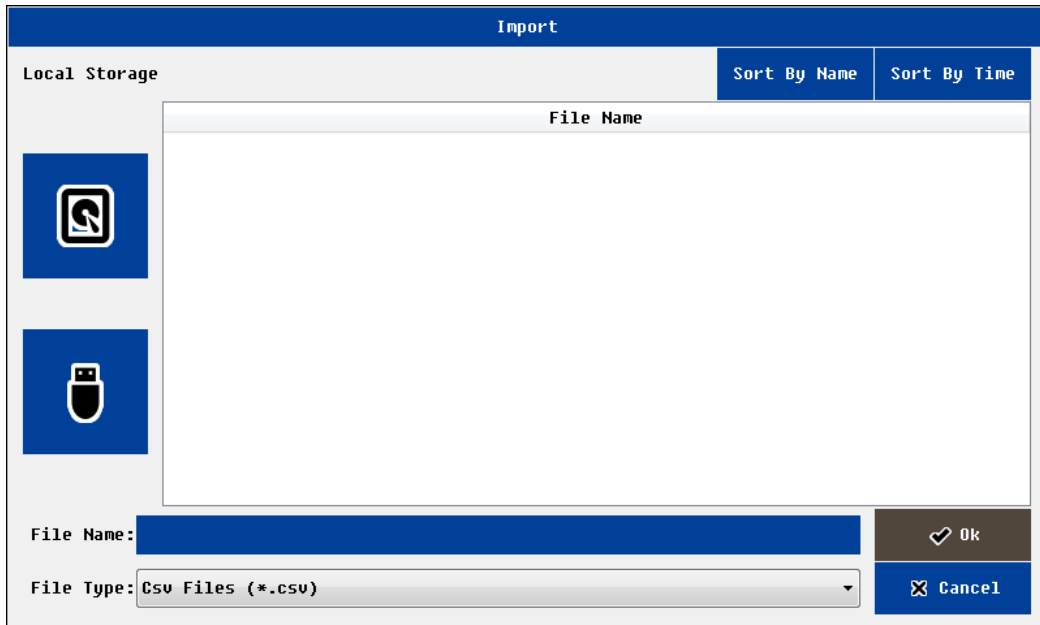 Import
Local Storage
Sort By Name
Sort By Time
File Name
File Name:
Ok
File Type: Csv Files (*.csv)
Cancel